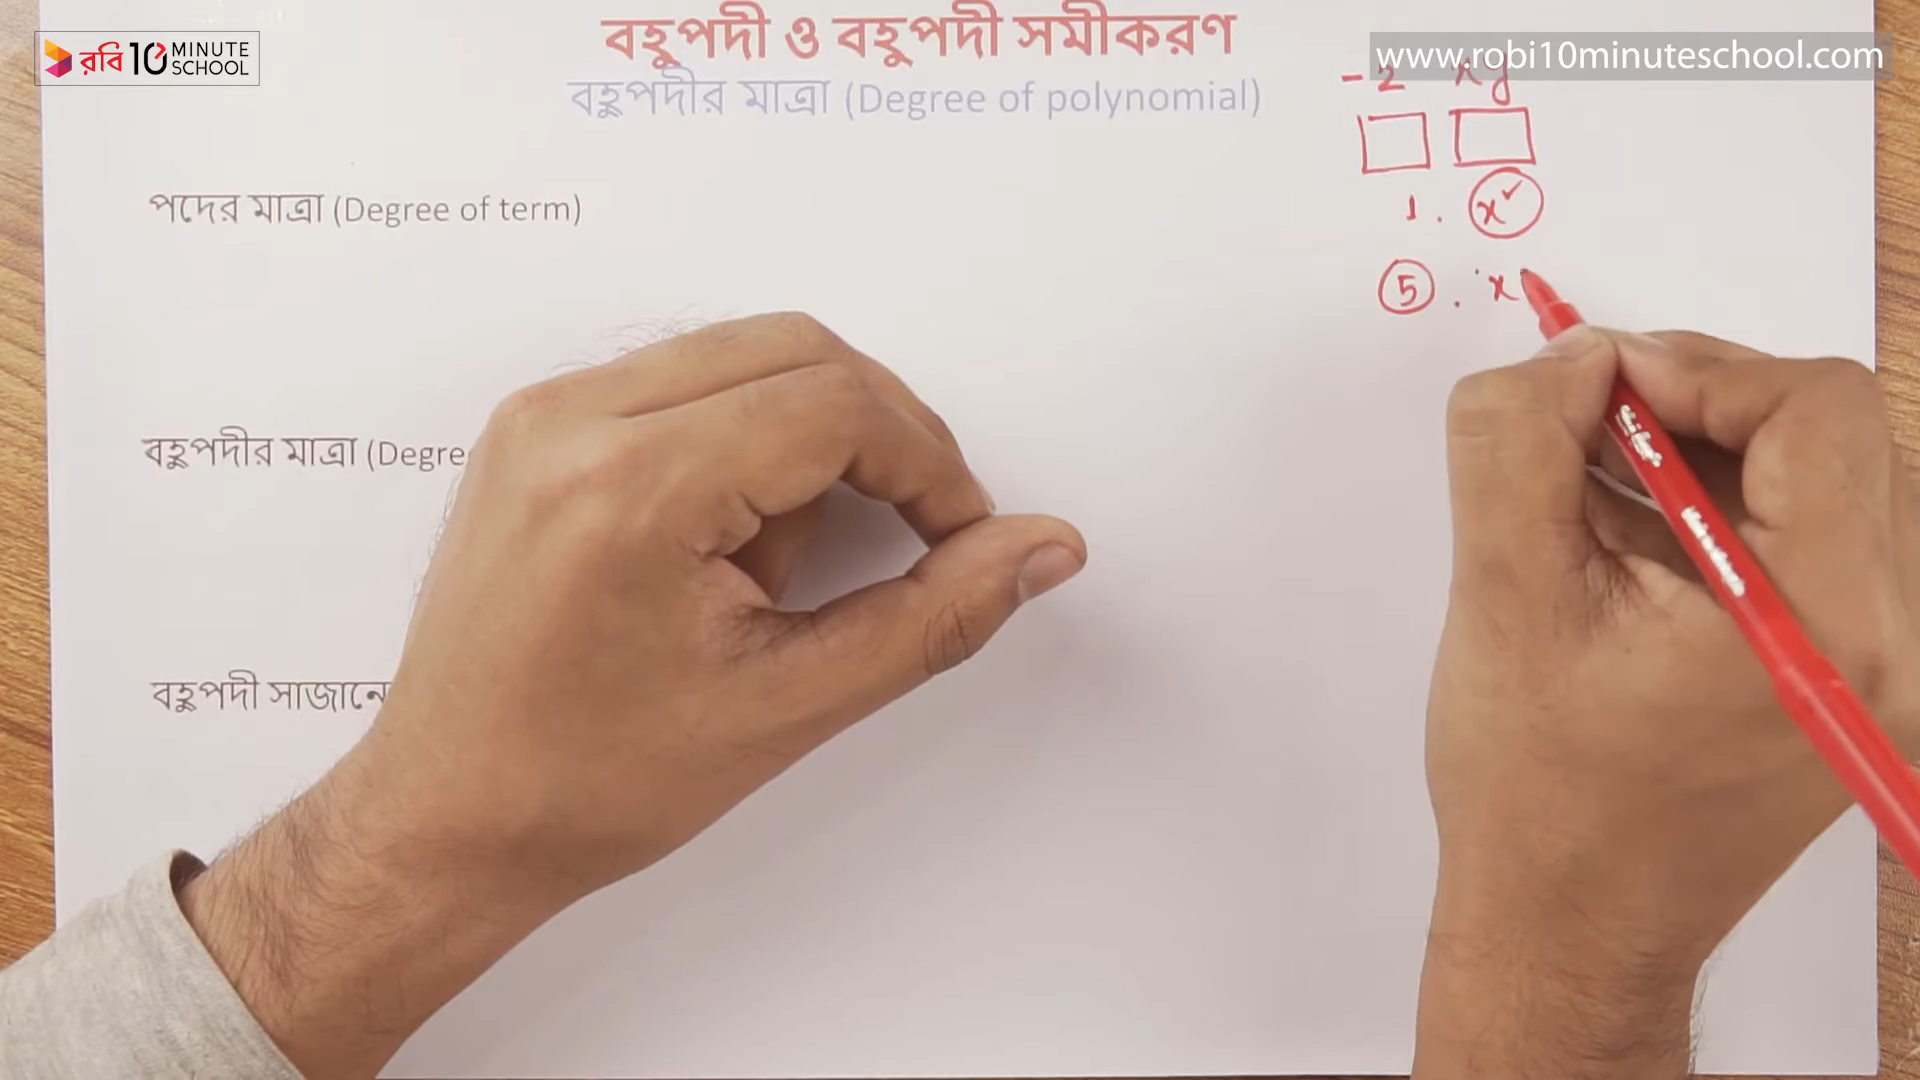 রবি 10 MINUTE SCHOOL
www.robi10minuteschool.com
বহুপদী ও বহুপদী সমীকরণ
বহুপদীর মাত্রা (Degree of polynomial)
-2 xy
পদের মাত্রা (Degree of term)
1 . x
5 . x
বহুপদীর মাত্রা (Degre
বহুপদী সাজানো